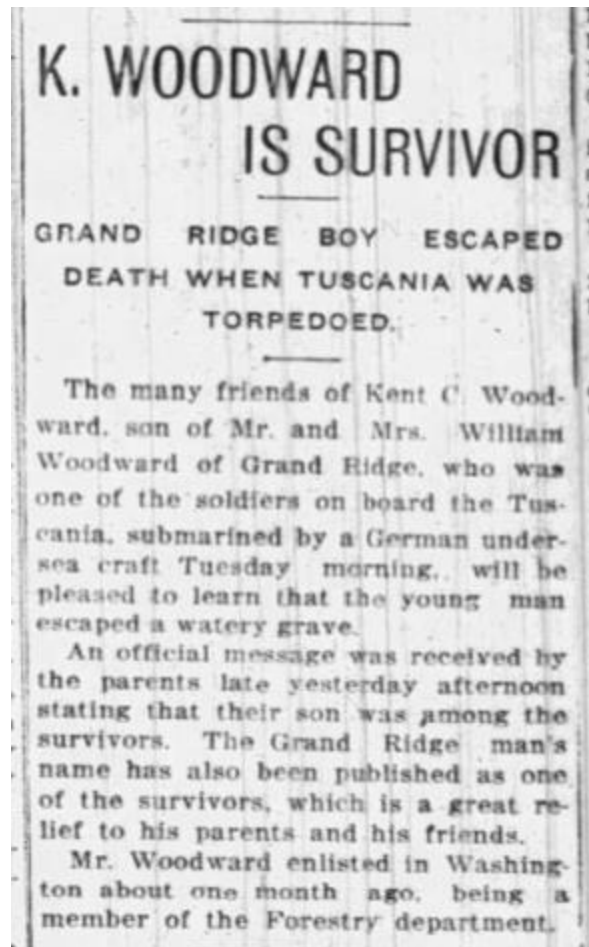 K. WOODWARD
IS SURVIVOR
GRAND RIDGE BOY ESCAPED
DEATH WHEN TUSCANIA WAS
TORPEDOED.
The many friends of Kent C. Wood-
ward, son of Mr. and Mrs. William
Woodward of Grand Ridge, who was
one of the soldiers on board the Tus-
cania, submarined by a German under-
sea craft Tuesday morning, will be
pleased to learn that the young man
escaped a watery grave.
An official message was received by
the parents late yesterday afternoon
stating that their son was among the
survivors. The Grand Ridge man's
name has also been published as one
of the survivors, which is a great re-
lief to his parents and his friends.
Mr. Woodward enlisted in Washing-
ton about one month ago, being a
member of the Forestry department.